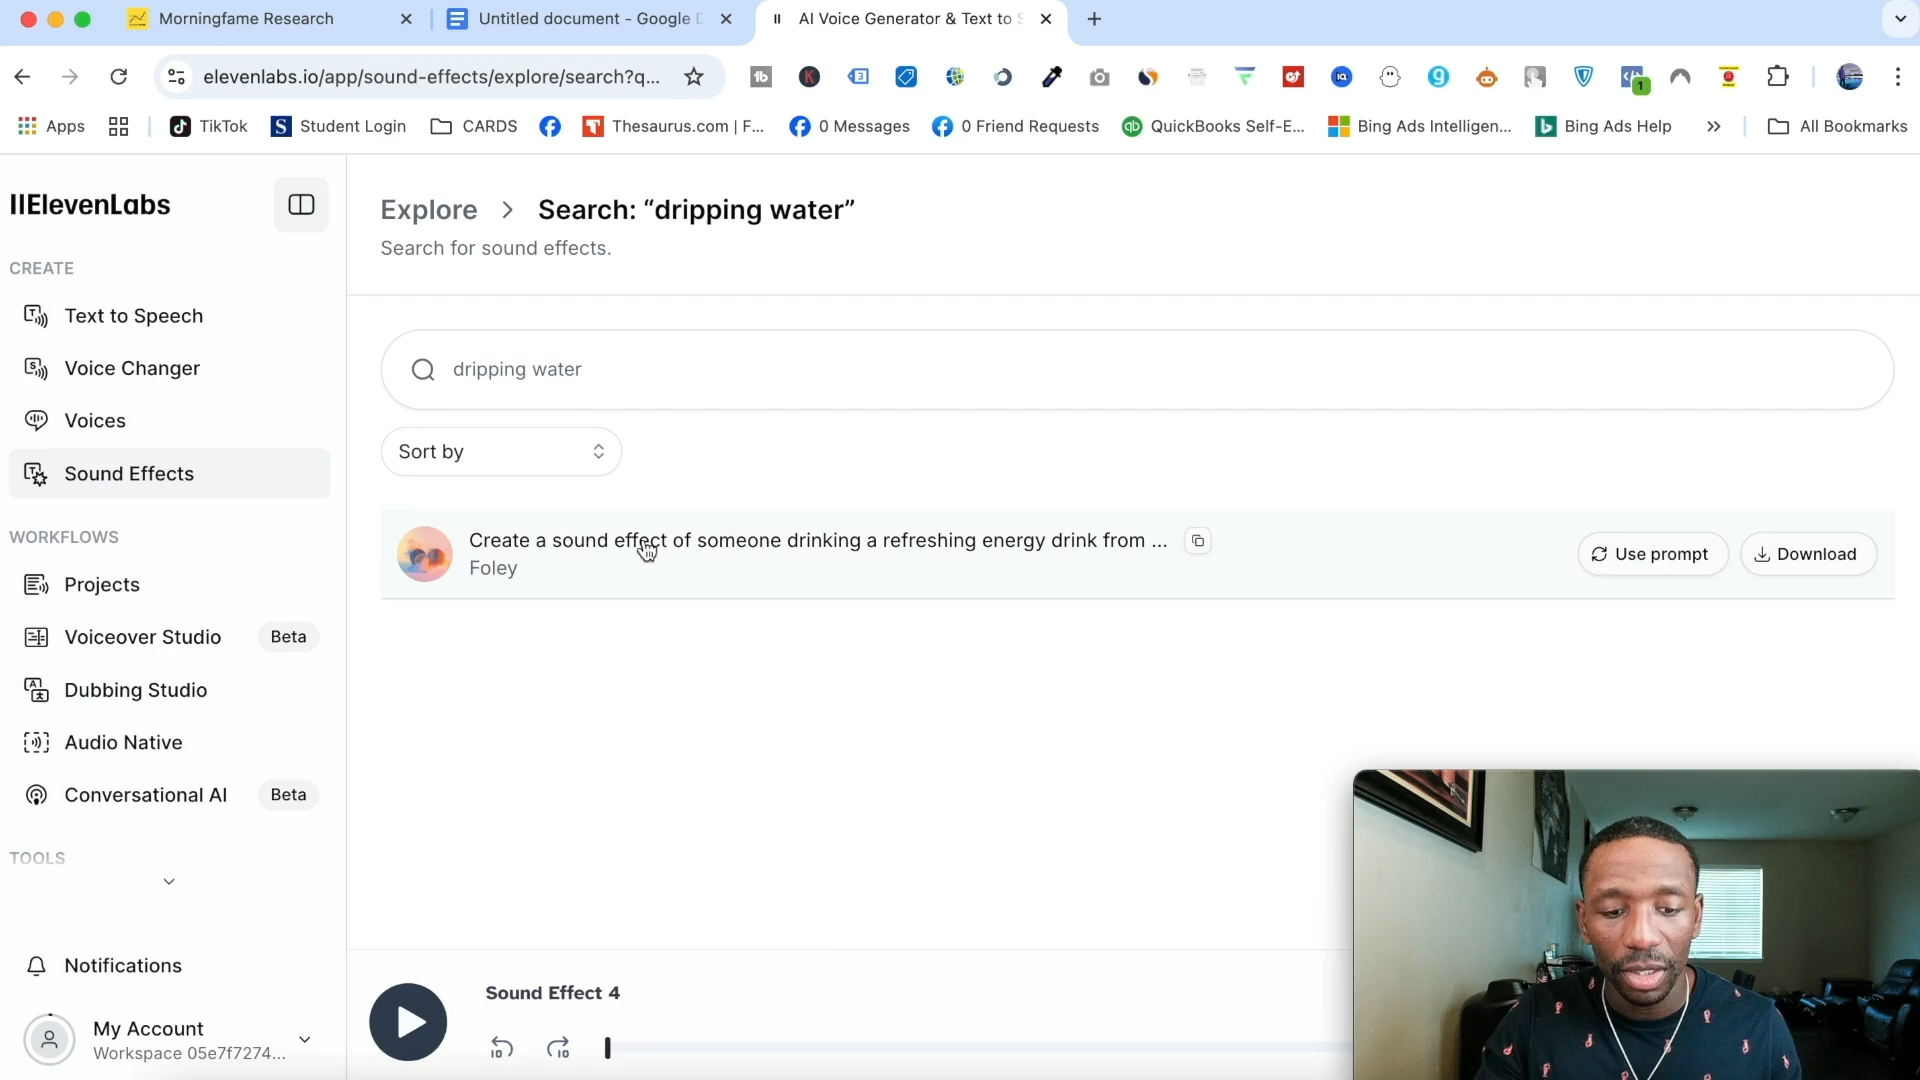 Morningfame Research
Untitled document - Google D
AI Voice Generator & Text to S
elevenlabs.io/app/sound-effects/explore/search?q...
Apps
TikTok
Student Login
CARDS
Thesaurus.com | F...
0 Messages
0 Friend Requests
QuickBooks Self-E...
Bing Ads Intelligen...
Bing Ads Help
All Bookmarks
IIElevenLabs
CREATE
Text to Speech
Voice Changer
Voices
Sound Effects
WORKFLOWS
Projects
Voiceover Studio Beta
Dubbing Studio
Audio Native
Conversational AI Beta
TOOLS
Notifications
My Account
Workspace 05e7f7274...
Explore > Search: “dripping water”
Search for sound effects.
dripping water
Sort by
Create a sound effect of someone drinking a refreshing energy drink from ...
Foley
Use prompt
Download
Sound Effect 4
10
10